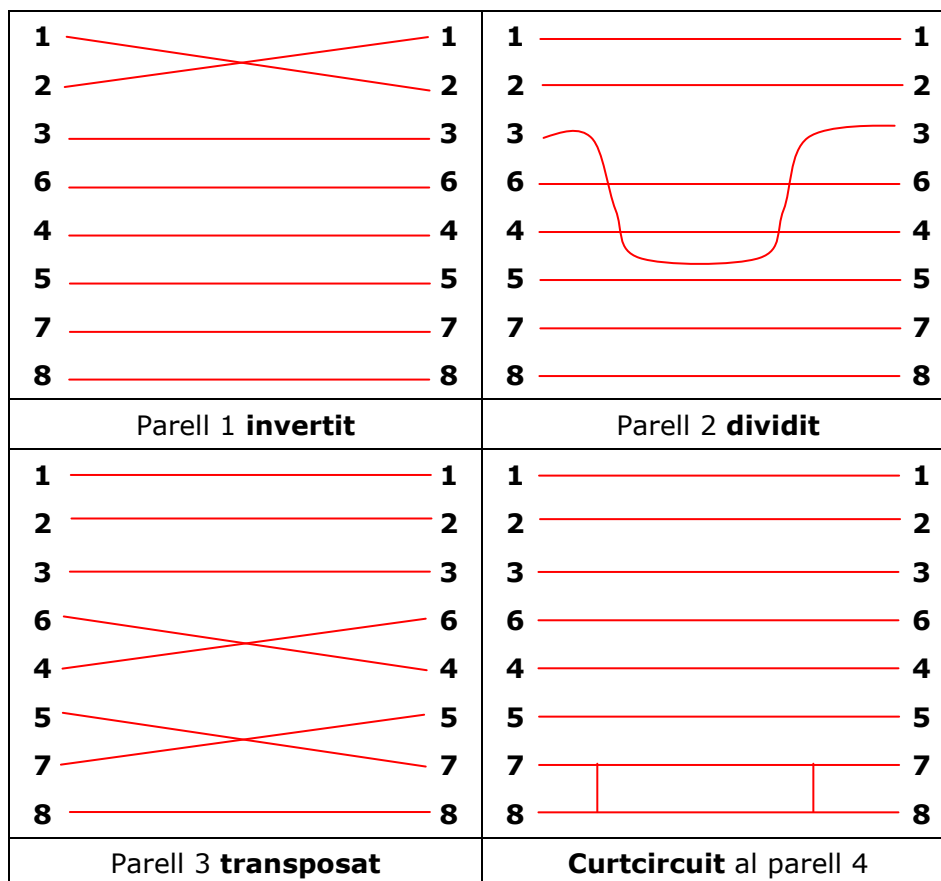 1 1 1 1
2 2 2 2
3 3 3 3
6 6 6 6
4 4 4 4
5 5 5 5
7 7 7 7
8 8 8 8
Parell 1 invertit Parell 2 dividit
1 1 1 1
2 2 2 2
3 3 3 3
6 6 6 6
4 4 4 4
5 5 5 5
7 7 7 7
8 8 8 8
Parell 3 transposat Curtcircuit al parell 4